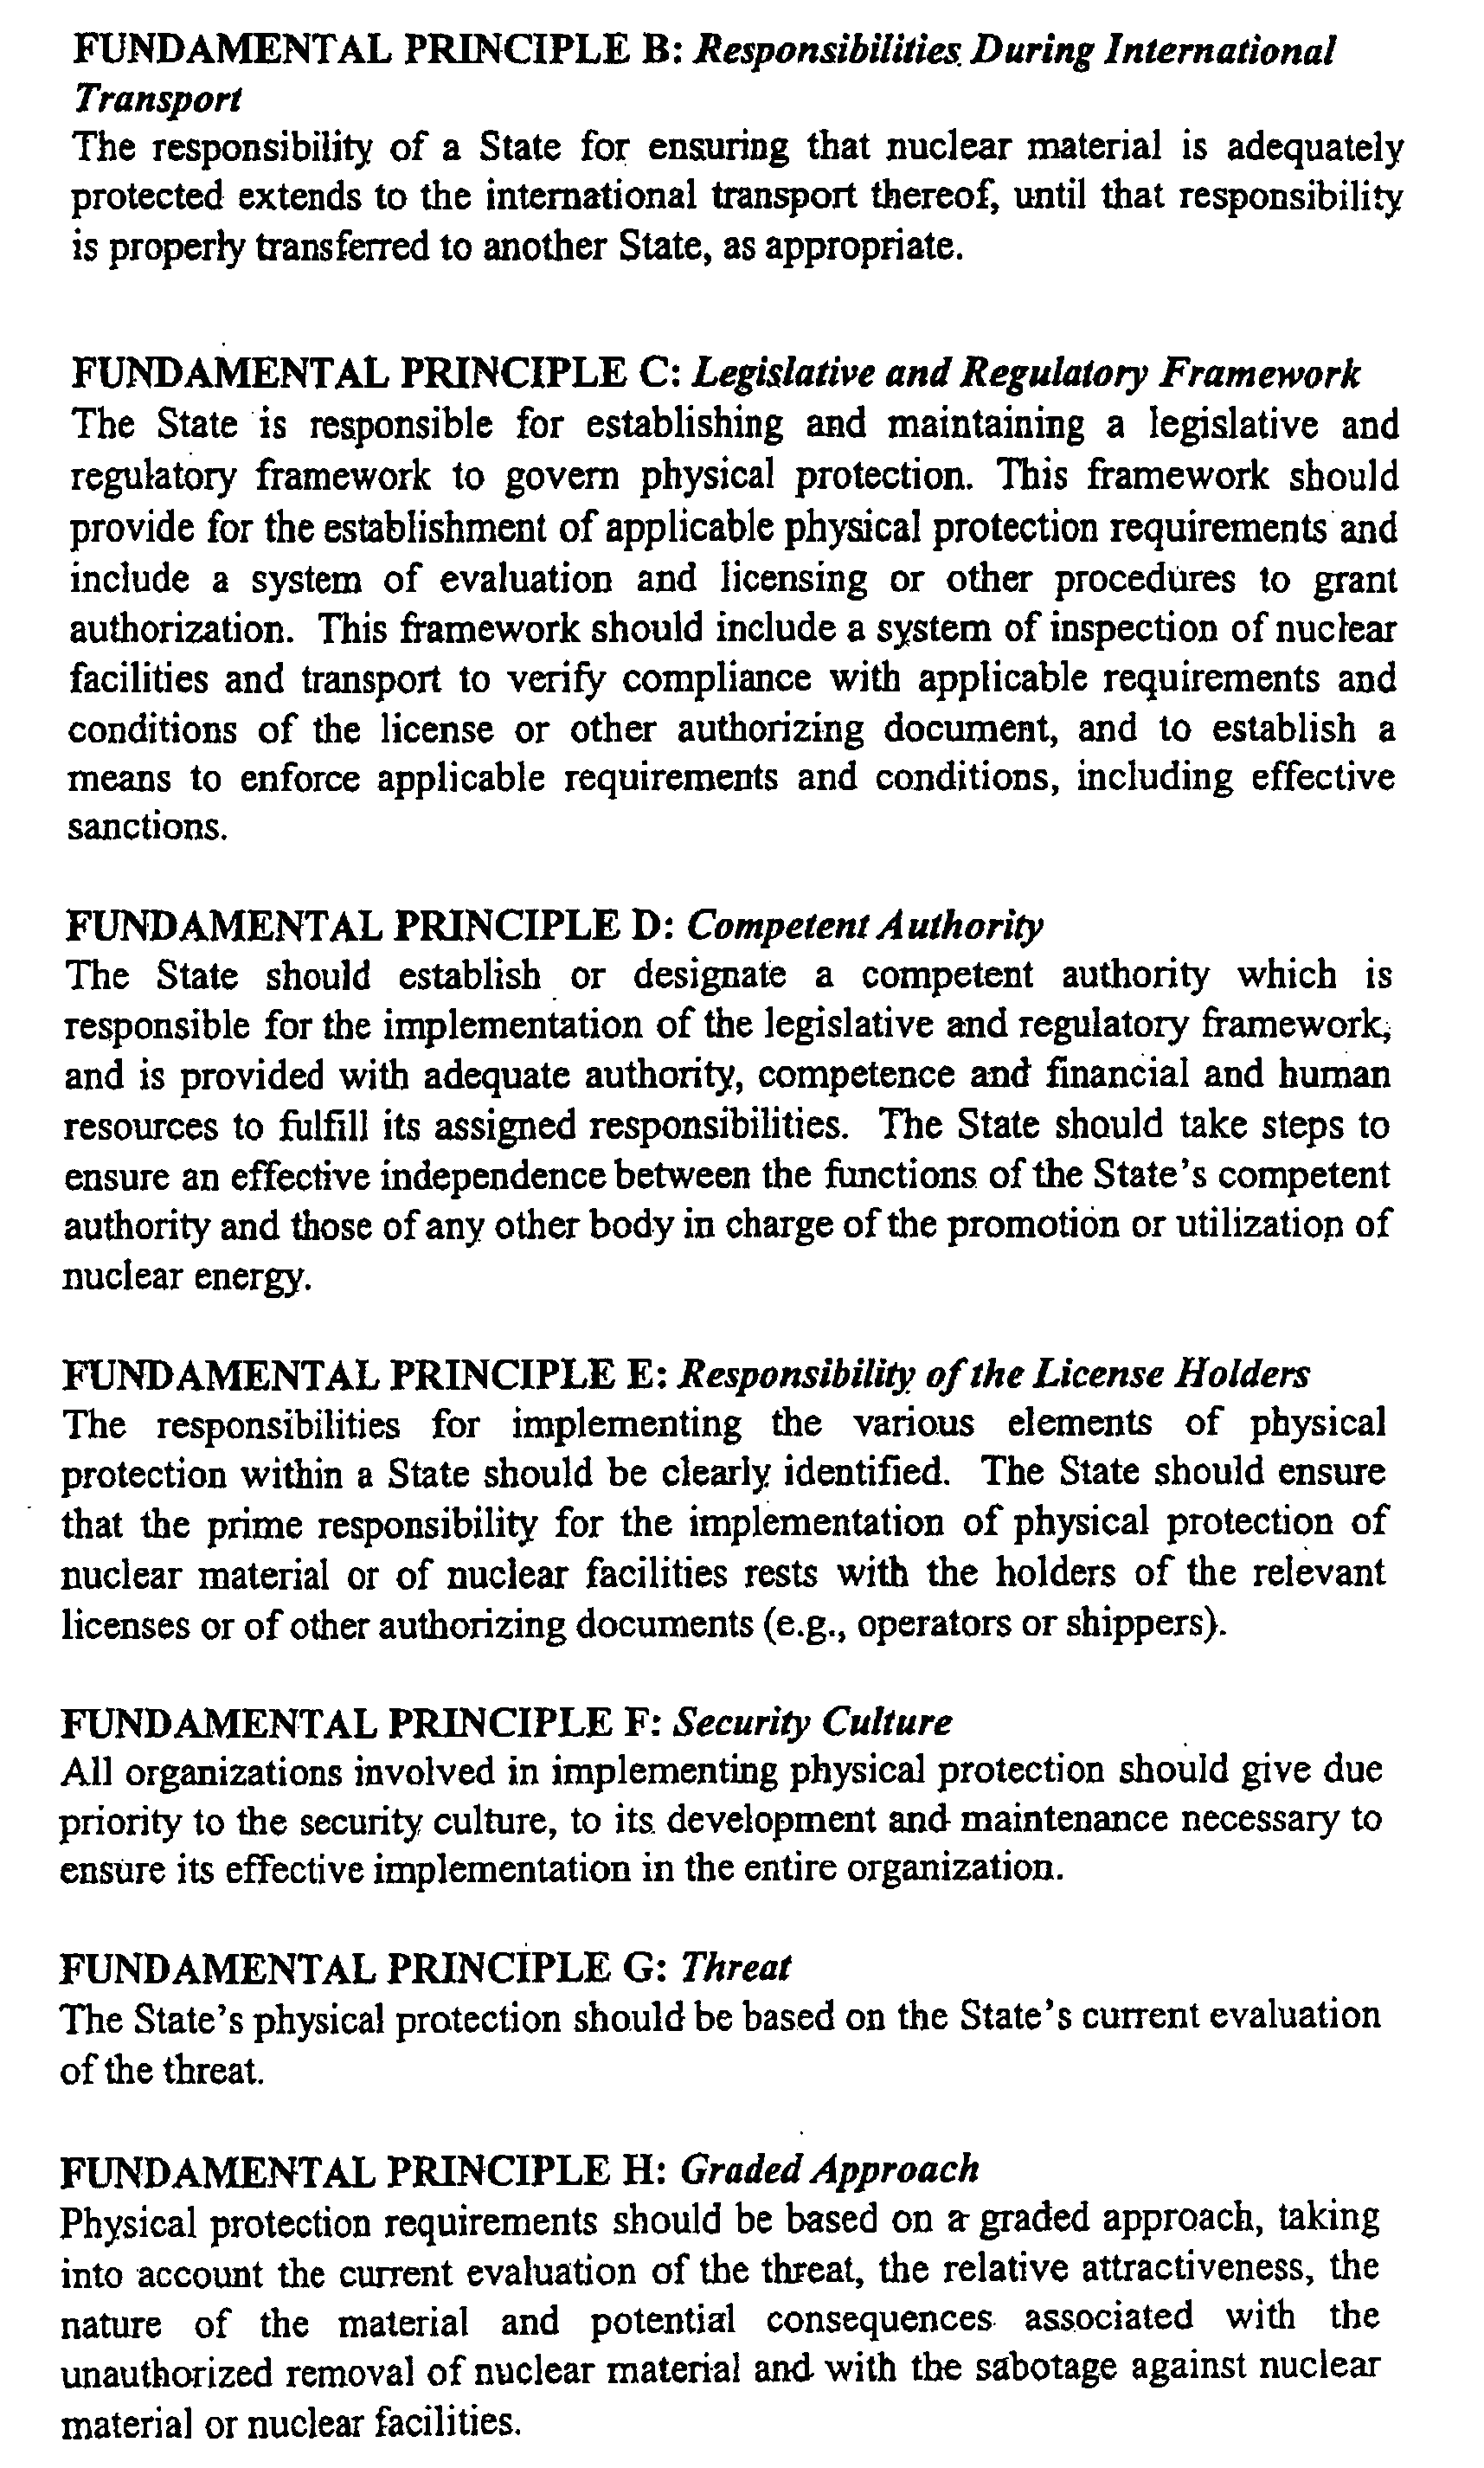 FUNDAMENTAL PRINCIPLE B: Responsibilities During International
Transport
The responsibility of a State for ensuring that nuclear material is adequately
protected extends to the international transport thereof, until that responsibility
is properly transferred to another State, as appropriate.
FUNDAMENTAL PRINCIPLE C: Legislative and Regulatory Framework
The State is responsible for establishing and maintaining a legislative and
regulatory framework to govern physical protection. This framework should
provide for the establishment of applicable physical protection requirements and
include a system of evaluation and licensing or other procedures to grant
authorization. This framework should include a system of inspection of nuclear
facilities and transport to verify compliance with applicable requirements and
conditions of the license or other authorizing document, and to establish a
means to enforce applicable requirements and conditions, including effective
sanctions.
FUNDAMENTAL PRINCIPLE D: Competent Authority
The State should establish or designate a competent authority which is
responsible for the implementation of the legislative and regulatory framework,
and is provided with adequate authority, competence and financial and human
resources to fulfill its assigned responsibilities. The State should take steps to
ensure an effective independence between the functions of the State's competent
authority and those of any other body in charge of the promotion or utilization of
nuclear energy.
FUNDAMENTAL PRINCIPLE E: Responsibility of the License Holders
The responsibilities for implementing the various elements of physical
protection within a State should be clearly identified. The State should ensure
that the prime responsibility for the implementation of physical protection of
nuclear material or of nuclear facilities rests with the holders of the relevant
licenses or of other authorizing documents (e.g., operators or shippers).
FUNDAMENTAL PRINCIPLE F: Security Culture
All organizations involved in implementing physical protection should give due
priority to the security culture, to its development and maintenance necessary to
ensure its effective implementation in the entire organization.
FUNDAMENTAL PRINCIPLE G: Threat
The State's physical protection should be based on the State's current evaluation
of the threat.
FUNDAMENTAL PRINCIPLE H: Graded Approach
Physical protection requirements should be based on a graded approach, taking
into account the current evaluation of the threat, the relative attractiveness, the
nature of the material and potential consequences associated with the
unauthorized removal of nuclear material and with the sabotage against nuclear
material or nuclear facilities.